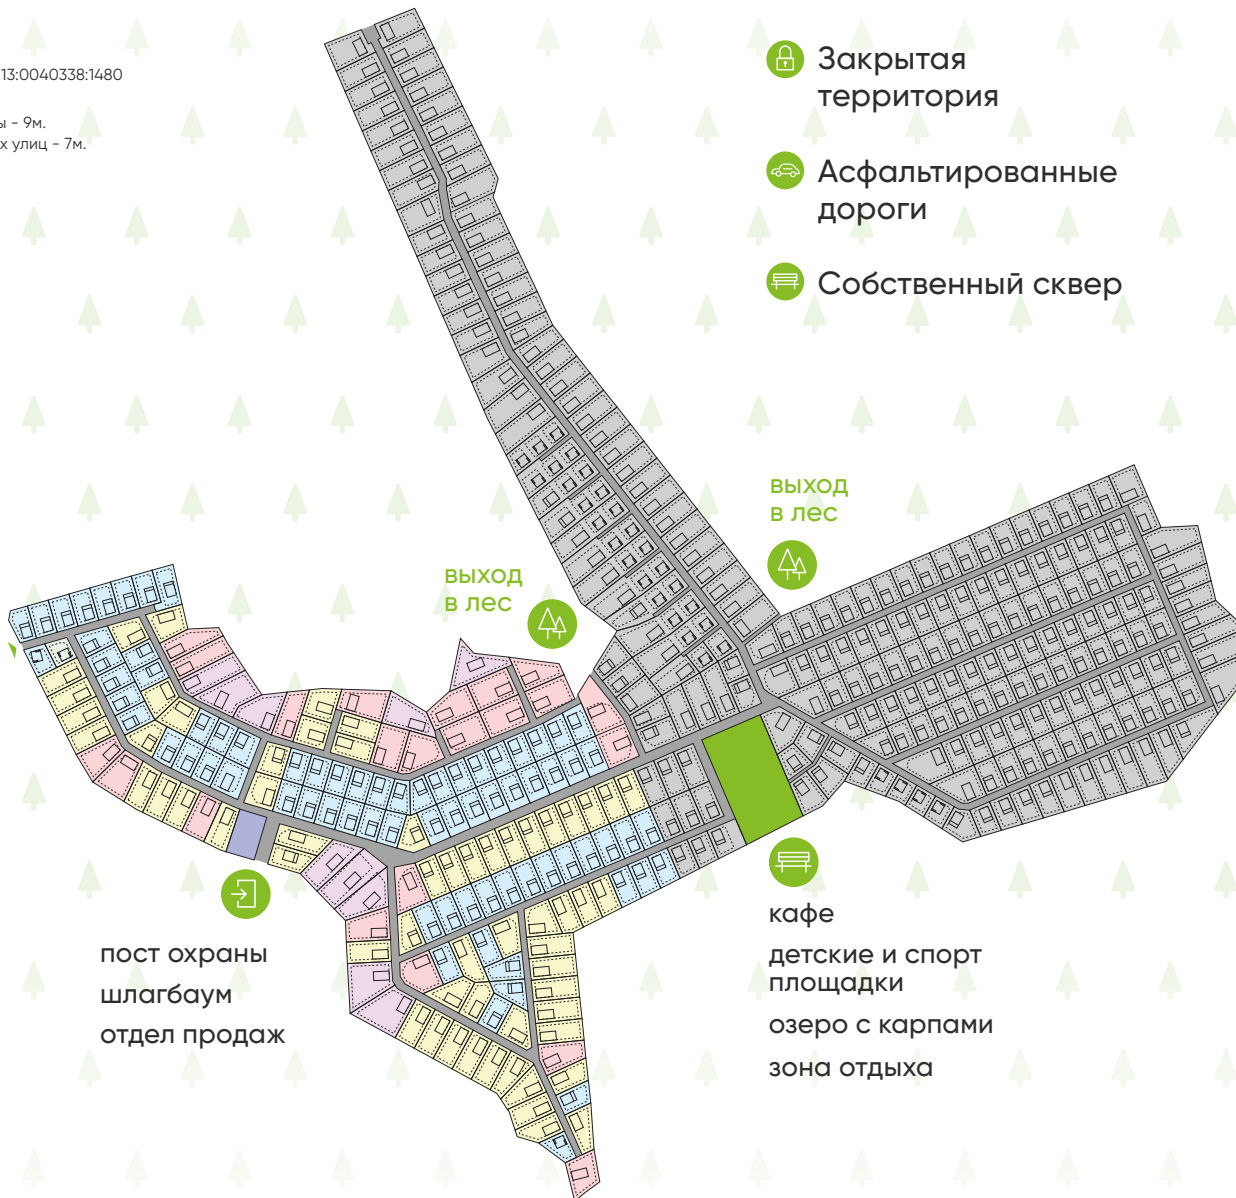 13:0040338:1480
ы - 9м.
х улиц - 7м.
Закрытая
территория
Асфальтированные
дороги
Собственный сквер
выход
в лес
выход
в лес
пост охраны
шлагбаум
отдел продаж
кафе
детские и спорт
площадки
озеро с карпами
зона отдыха